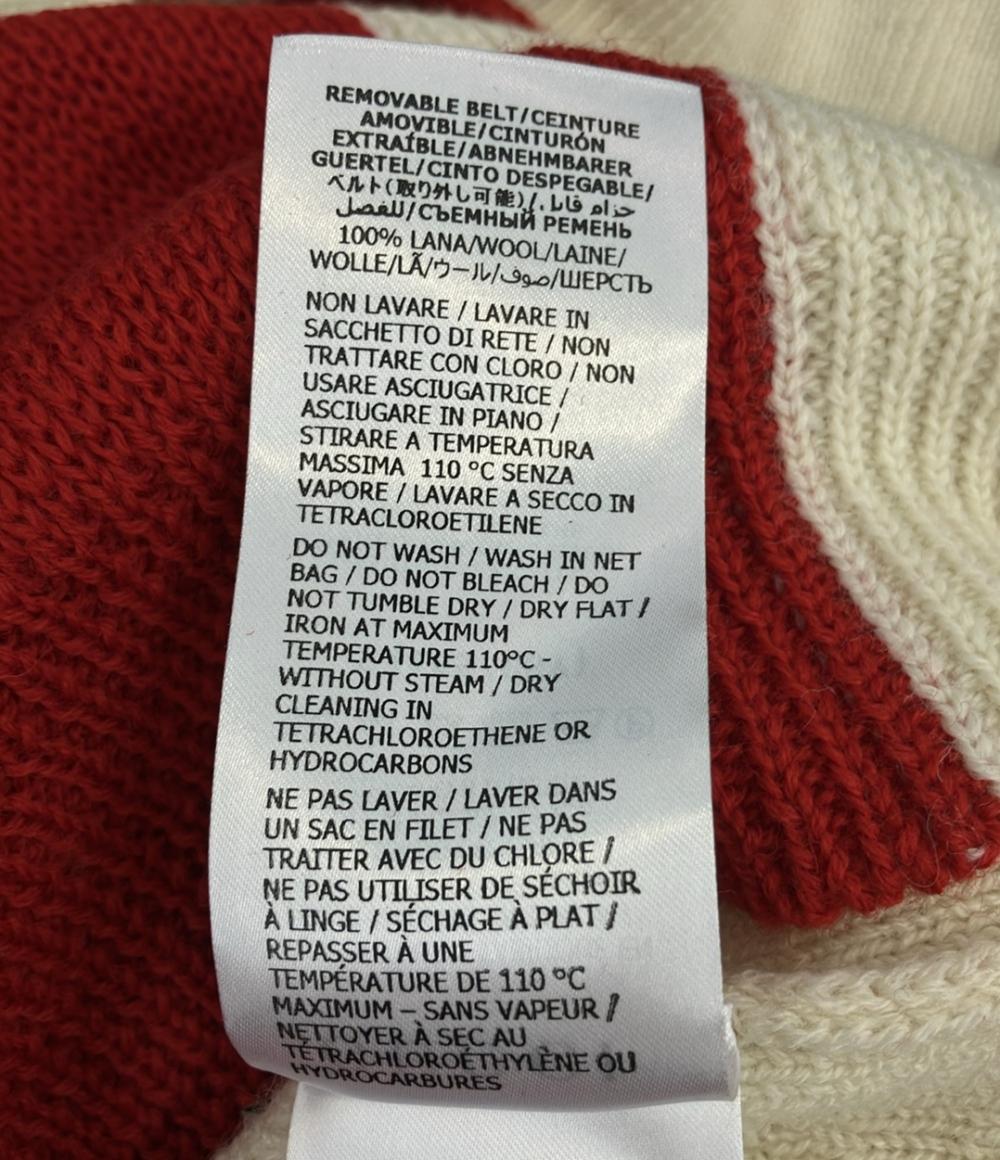 REMOVABLE BELT/CEINTURE
AMOVIBLE/CINTURÓN
EXTRAÍBLE/ABNEHMBARER
GUERTEL/CINTO DESPEGABLE/
ベルト(取り外し可能)/حزام قابل
للفصل/СЪЕМНЫЙ РЕМЕНЬ
100% LANA/WOOL/LAINE/
WOLLE/LÃ/ウール/صوف/ШЕРСТЬ
NON LAVARE / LAVARE IN
SACCHETTO DI RETE / NON
TRATTARE CON CLORO / NON
USARE ASCIUGATRICE /
ASCIUGARE IN PIANO /
STIRARE A TEMPERATURA
MASSIMA 110 °C SENZA
VAPORE / LAVARE A SECCO IN
TETRACLOROETILENE
DO NOT WASH / WASH IN NET
BAG / DO NOT BLEACH / DO
NOT TUMBLE DRY / DRY FLAT /
IRON AT MAXIMUM
TEMPERATURE 110°C -
WITHOUT STEAM / DRY
CLEANING IN
TETRACHLOROETHENE OR
HYDROCARBONS
NE PAS LAVER / LAVER DANS
UN SAC EN FILET / NE PAS
TRAITER AVEC DU CHLORE /
NE PAS UTILISER DE SÉCHOIR
À LINGE / SÉCHAGE À PLAT /
REPASSER À UNE
TEMPÉRATURE DE 110 °C
MAXIMUM – SANS VAPEUR /
NETTOYER À SEC AU
TÉTRACHLOROÉTHYLÈNE OU
HYDROCARBURES